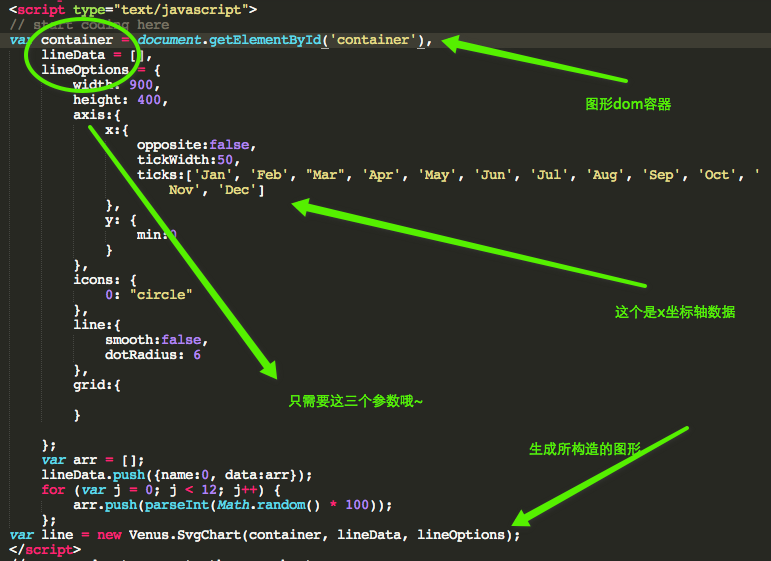 <script type="text/javascript">
// start coding here
var container = document.getElementById('container'),
lineData = [],
lineOptions = {
width: 900,
height: 400,
axis:{
x:{
opposite:false,
tickWidth:50,
ticks:['Jan', 'Feb', "Mar", 'Apr', 'May', 'Jun', 'Jul', 'Aug', 'Sep', 'Oct', '
Nov', 'Dec']
},
y: {
min:0
}
},
icons: {
0: "circle"
},
line:{
smooth:false,
dotRadius: 6
},
grid:{
}
};
var arr = [];
lineData.push({name:0, data:arr});
for (var j = 0; j < 12; j++) {
arr.push(parseInt(Math.random() * 100));
};
var line = new Venus.SvgChart(container, lineData, lineOptions);
</script>
图形dom容器
这个是x坐标轴数据
只需要这三个参数哦~
生成所构造的图形